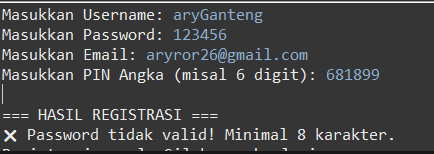 Masukkan Username: aryGanteng
Masukkan Password: 123456
Masukkan Email: aryror26@gmail.com
Masukkan PIN Angka (misal 6 digit): 681899
=== HASIL REGISTRASI ===
❌ Password tidak valid! Minimal 8 karakter.